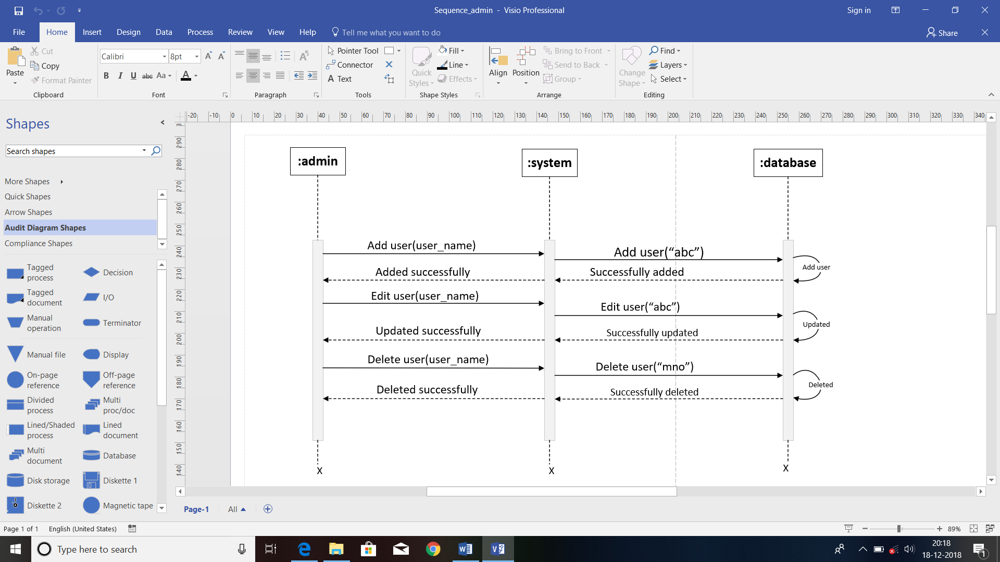 Sequence_admin - Visio Professional
Sign in
File
Home
Insert
Design
Data
Process
Review
View
Help
Tell me what you want to do
Share
Paste
Cut
Copy
Format Painter
Clipboard
Calibri
8pt
B I U abc Aa A
Font
Paragraph
Pointer Tool
Connector
A Text
Tools
Quick Styles
Fill
Line
Effects
Shape Styles
Align
Position
Bring to Front
Send to Back
Group
Arrange
Change Shape
Find
Layers
Select
Editing
Shapes
Search shapes
More Shapes
Quick Shapes
Arrow Shapes
Audit Diagram Shapes
Compliance Shapes
Tagged process
Decision
Tagged document
I/O
Manual operation
Terminator
Manual file
Display
On-page reference
Off-page reference
Divided process
Multi proc/doc
Lined/Shaded process
Lined document
Multi document
Database
Disk storage
Diskette 1
Diskette 2
Magnetic tape
-20 -10 0 10 20 30 40 50 60 70 80 90 100 110 120 130 140 150 160 170 180 190 200 210 220 230 240 250 260 270 280 290 300 310 320 330 340
290
280
270
260
250
240
230
220
210
200
190
180
170
160
150
140
:admin
:system
:database
Add user(user_name)
Add user(“abc”)
Add user
Added successfully
Successfully added
Edit user(user_name)
Edit user(“abc”)
Updated
Updated successfully
Successfully updated
Delete user(user_name)
Delete user(“mno”)
Deleted
Deleted successfully
Successfully deleted
X
X
X
Page-1
All
Page 1 of 1
English (United States)
89%
Type here to search
20:18
18-12-2018
1